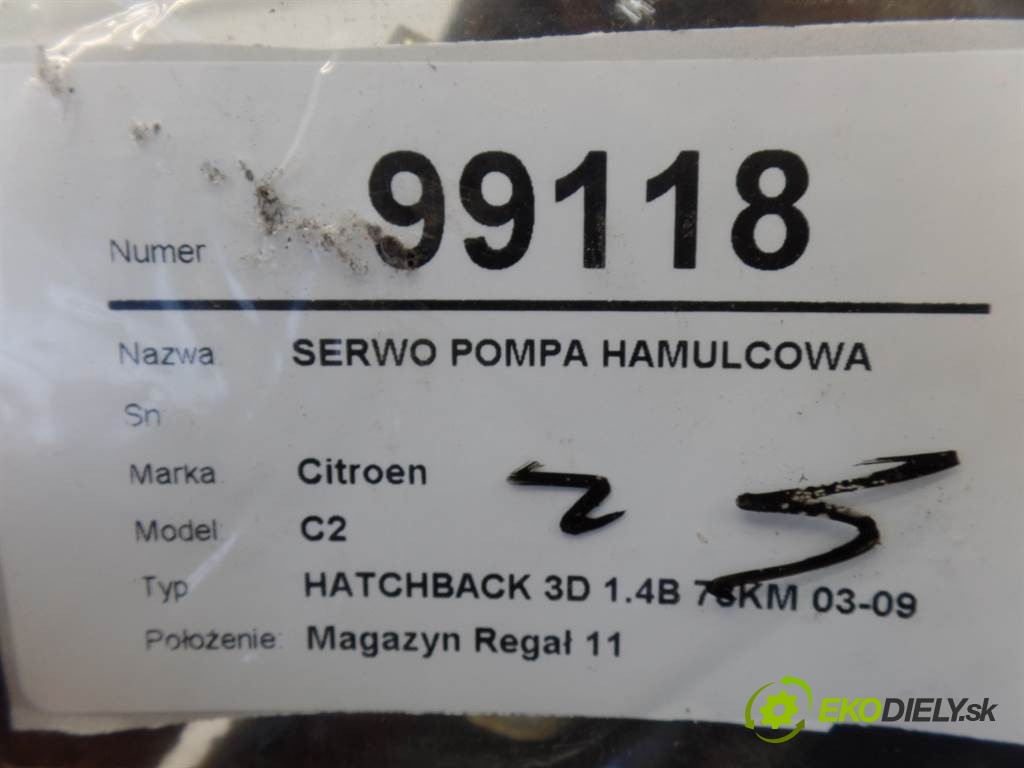 99118
Numer
Nazwa: SERWO POMPA HAMULCOWA
Sn:
Marka: Citroen
Model: C2
Typ: HATCHBACK 3D 1.4B 73KM 03-09
Położenie: Magazyn Regał 11
EKODIELY.sk